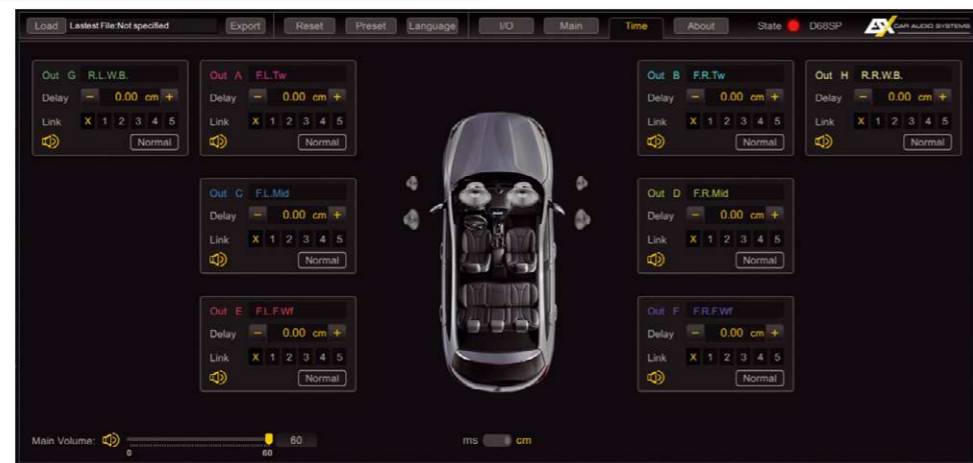 Load Lastest File:Not specified Export Reset Preset Language I/O Main Time About State D68SP ESX CAR AUDIO SYSTEMS
Out G R.L.W.B.
Delay − 0.00 cm +
Link X 1 2 3 4 5
Normal
Out A F.L.Tw
Delay − 0.00 cm +
Link X 1 2 3 4 5
Normal
Out B F.R.Tw
Delay − 0.00 cm +
Link X 1 2 3 4 5
Normal
Out H R.R.W.B.
Delay − 0.00 cm +
Link X 1 2 3 4 5
Normal
Out C F.L.Mid
Delay − 0.00 cm +
Link X 1 2 3 4 5
Normal
Out D F.R.Mid
Delay − 0.00 cm +
Link X 1 2 3 4 5
Normal
Out E F.L.F.Wf
Delay − 0.00 cm +
Link X 1 2 3 4 5
Normal
Out F F.R.F.Wf
Delay − 0.00 cm +
Link X 1 2 3 4 5
Normal
Main Volume: 60 ms cm
0 60